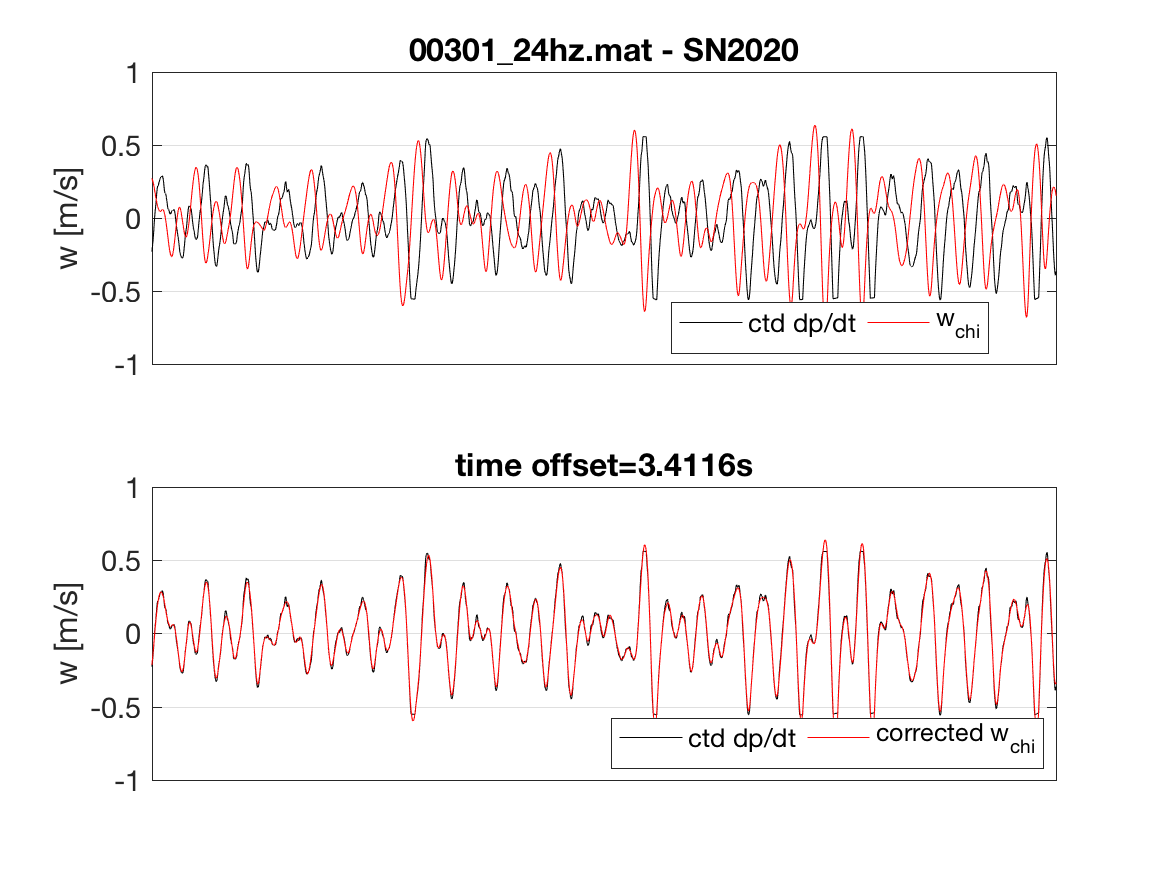 00301_24hz.mat - SN2020
1
0.5
0
-0.5
-1
w [m/s]
ctd dp/dt w_chi
time offset=3.4116s
1
0.5
0
-0.5
-1
w [m/s]
ctd dp/dt corrected w_chi